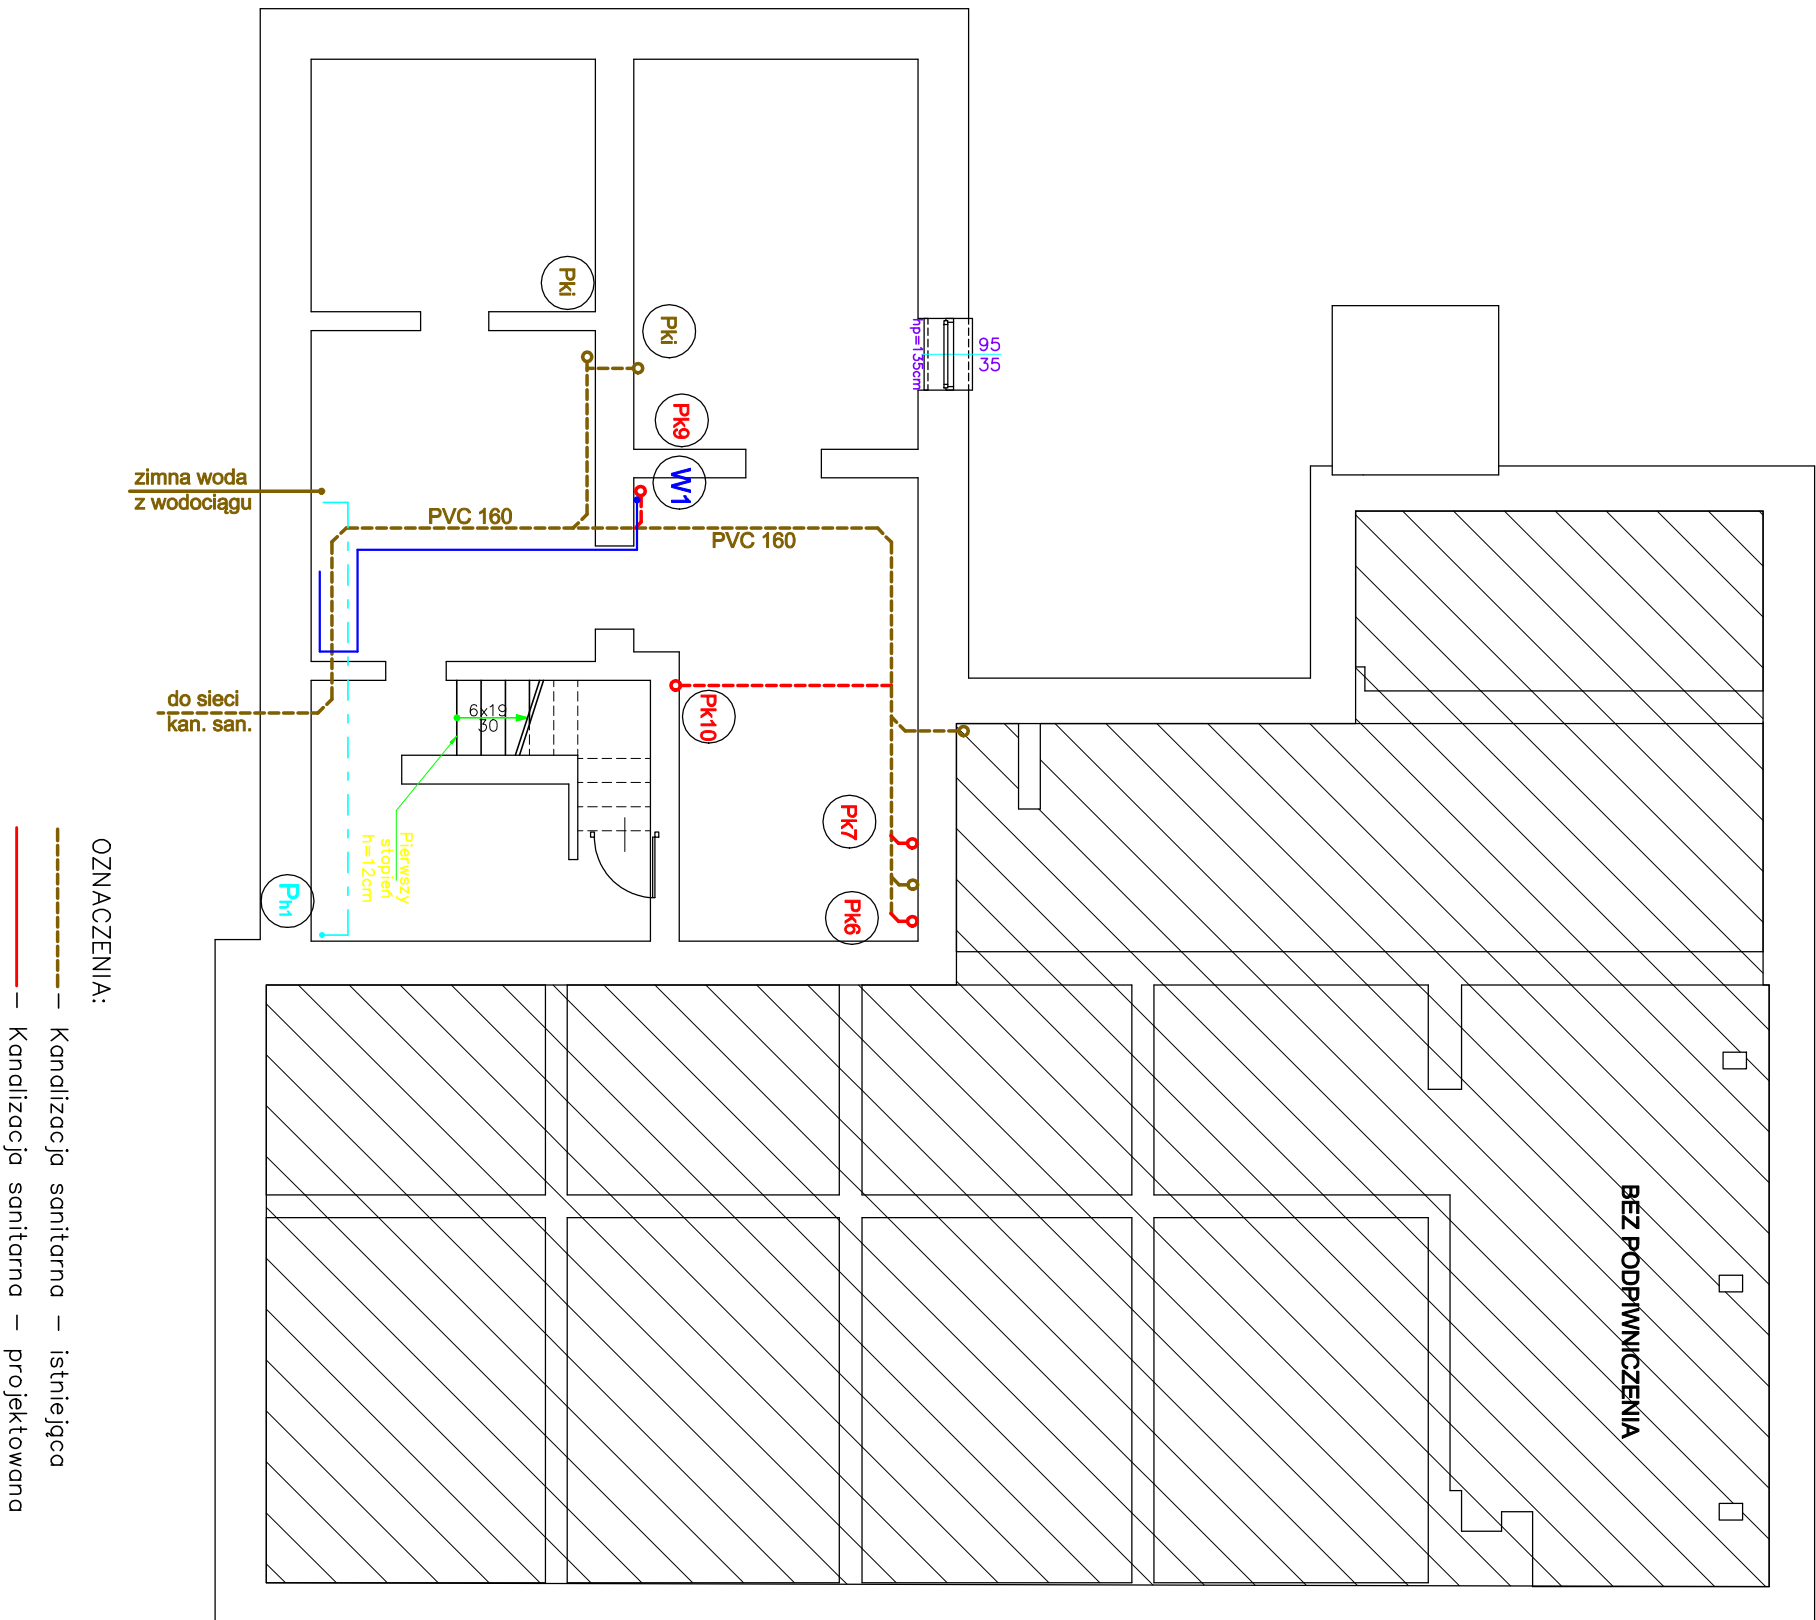 95
35
hp=135cm
Pki
Pki
Pk9
W1
zimna woda
z wodociągu
PVC 160
PVC 160
do sieci
kan. san.
6x19
30
Pk10
Pk7
Pk6
Pierwszy
stopień
h=12cm
Ph1
BEZ PODPIWNICZENIA
OZNACZENIA:
– Kanalizacja sanitarna – istniejąca
– Kanalizacja sanitarna – projektowana